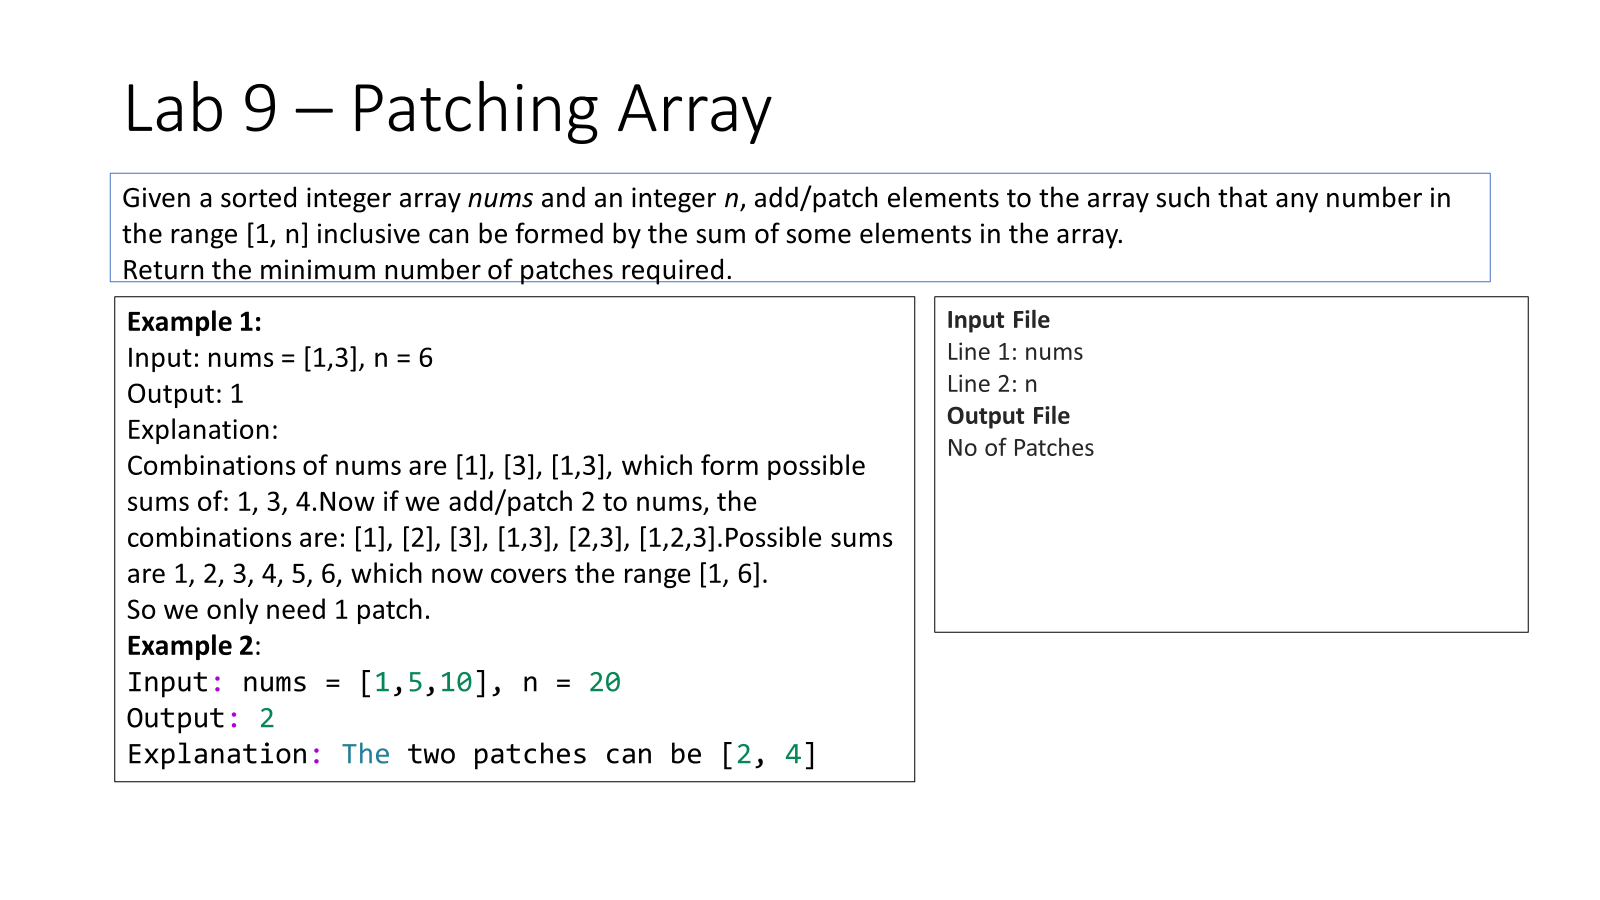 Lab 9 – Patching Array
Given a sorted integer array nums and an integer n, add/patch elements to the array such that any number in
the range [1, n] inclusive can be formed by the sum of some elements in the array.
Return the minimum number of patches required.
Example 1:
Input: nums = [1,3], n = 6
Output: 1
Explanation:
Combinations of nums are [1], [3], [1,3], which form possible
sums of: 1, 3, 4.Now if we add/patch 2 to nums, the
combinations are: [1], [2], [3], [1,3], [2,3], [1,2,3].Possible sums
are 1, 2, 3, 4, 5, 6, which now covers the range [1, 6].
So we only need 1 patch.
Example 2:
Input: nums = [1,5,10], n = 20
Output: 2
Explanation: The two patches can be [2, 4]
Input File
Line 1: nums
Line 2: n
Output File
No of Patches